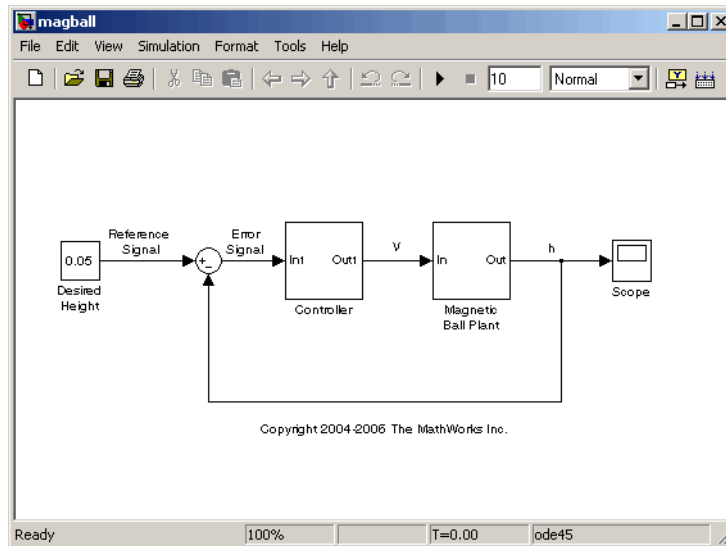 magball
File Edit View Simulation Format Tools Help
10 Normal
Reference
Signal
Error
Signal
0.05
+
-
In1 Out1
V
In Out
h
Desired
Height
Controller
Magnetic
Ball Plant
Scope
Copyright 2004-2006 The MathWorks Inc.
Ready 100% T=0.00 ode45